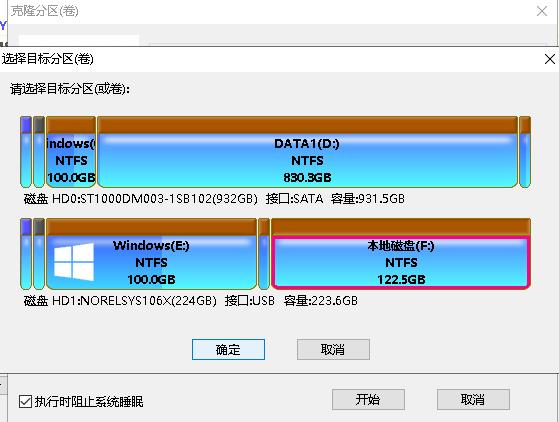 克隆分区(卷)
选择目标分区(卷)
请选择目标分区(或卷):
indows(
NTFS
100.0GB
DATA1(D:)
NTFS
830.3GB
磁盘 HD0:ST1000DM003-1SB102(932GB) 接口:SATA 容量:931.5GB
Windows(E:)
NTFS
100.0GB
本地磁盘(F:)
NTFS
122.5GB
磁盘 HD1:NORELSYS106X(224GB) 接口:USB 容量:223.6GB
确定
取消
执行时阻止系统睡眠
开始
取消